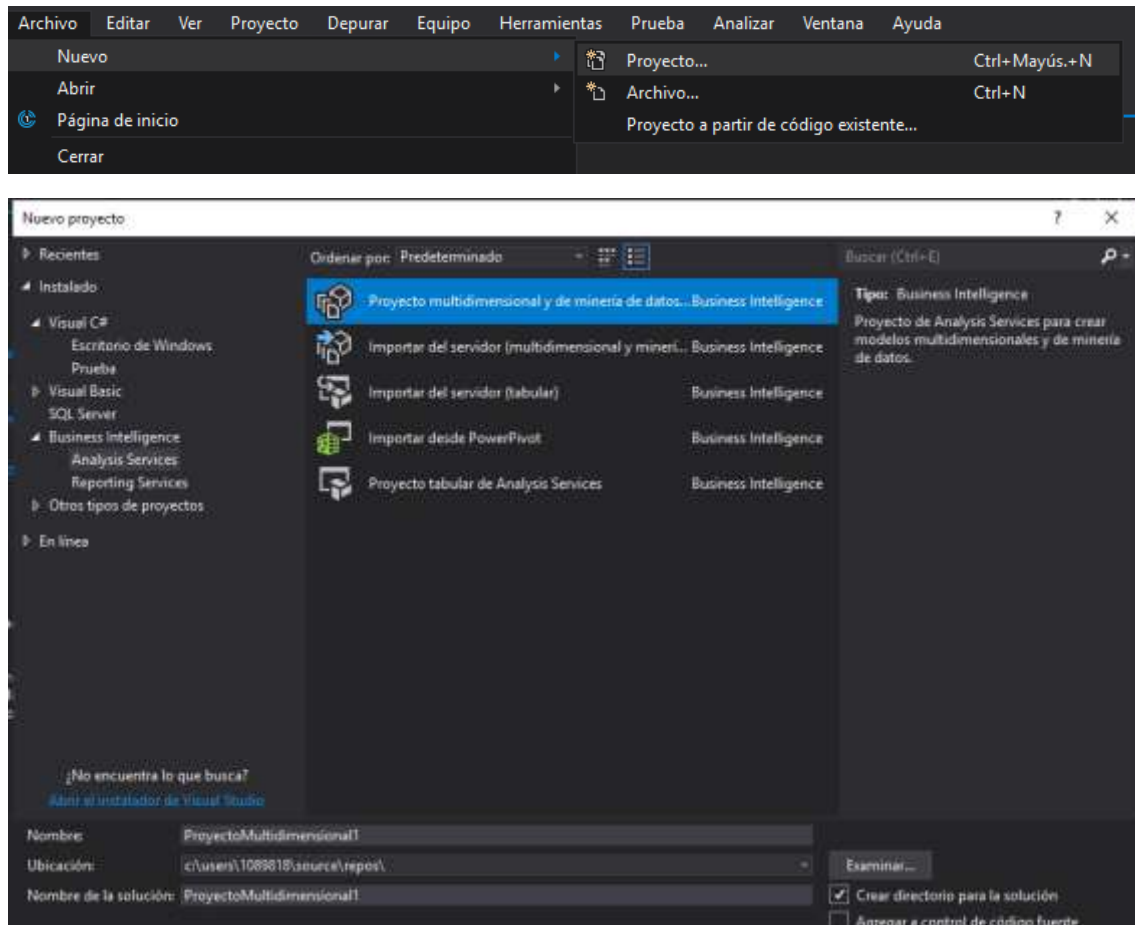 Archivo Editar Ver Proyecto Depurar Equipo Herramientas Prueba Analizar Ventana Ayuda
Nuevo
Proyecto... Ctrl+Mayús.+N
Abrir
Archivo... Ctrl+N
Página de inicio
Proyecto a partir de código existente...
Cerrar
Nuevo proyecto ? ×
Recientes
Ordenar por: Predeterminado
Buscar (Ctrl+E)
Instalado
Visual C#
Escritorio de Windows
Prueba
Visual Basic
SQL Server
Business Intelligence
Analysis Services
Reporting Services
Otros tipos de proyectos
En línea
Proyecto multidimensional y de minería de datos... Business Intelligence
Importar del servidor (multidimensional y minerí... Business Intelligence
Importar del servidor (tabular) Business Intelligence
Importar desde PowerPivot Business Intelligence
Proyecto tabular de Analysis Services Business Intelligence
Tipo: Business Intelligence
Proyecto de Analysis Services para crear
modelos multidimensionales y de minería
de datos.
¿No encuentra lo que busca?
Abrir el instalador de Visual Studio
Nombre: ProyectoMultidimensional1
Ubicación: c:\users\1089818\source\repos\
Examinar...
Nombre de la solución: ProyectoMultidimensional1
Crear directorio para la solución
Agregar a control de código fuente